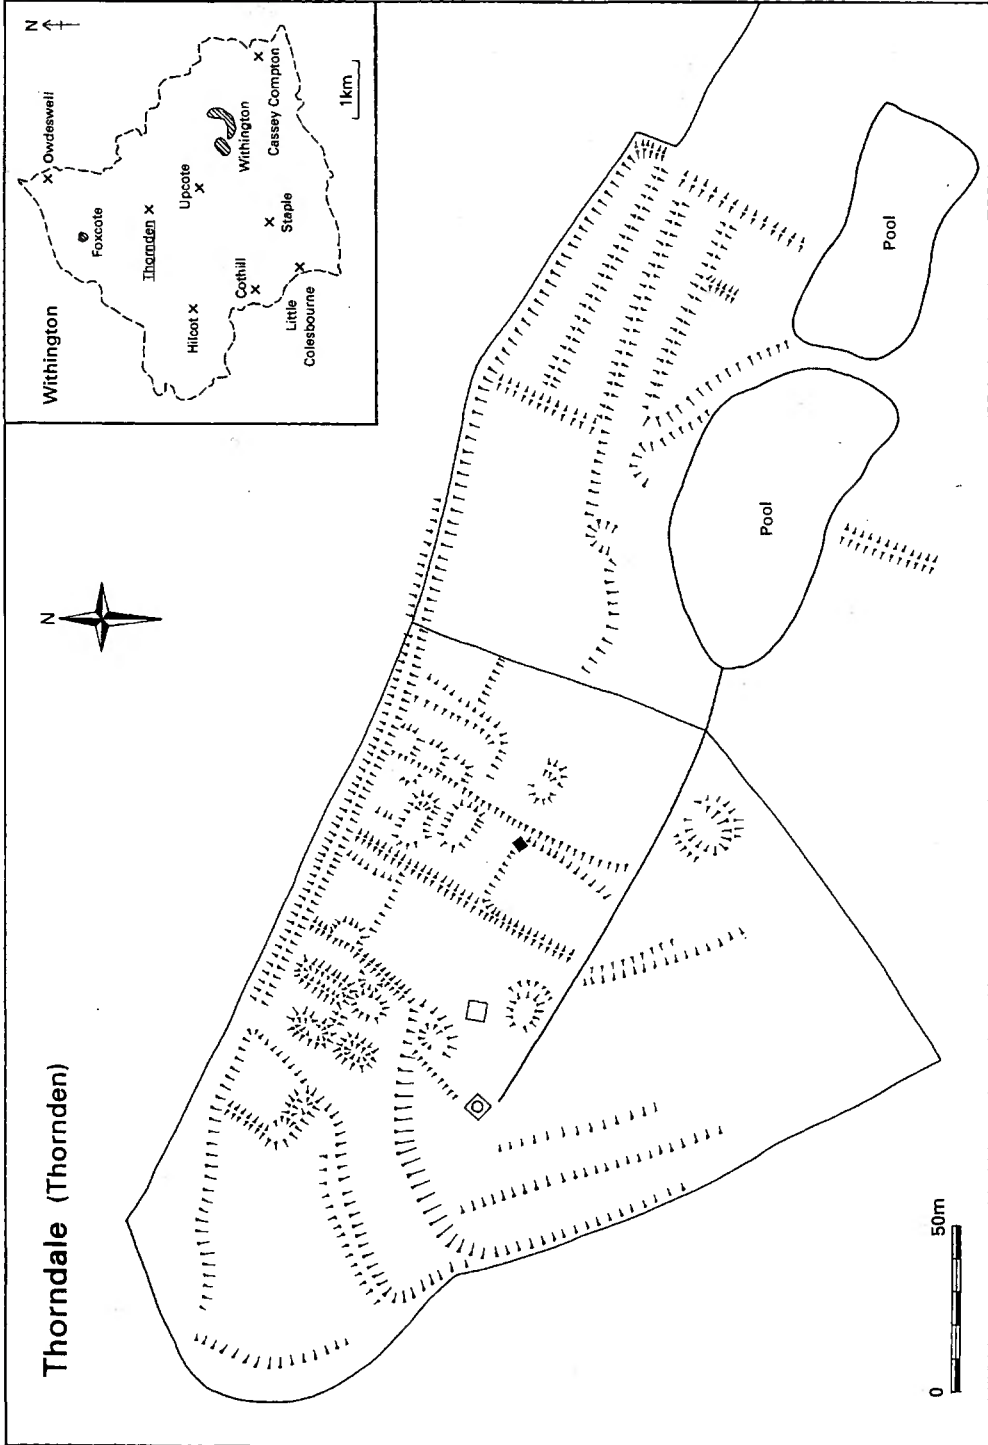 Thorndale (Thornden)
N
0 50m
Pool
Pool
Withington
N
Owdeswell
Foxcote
Thornden
Upcote
Hilcot
Cothill
Withington
Staple
Little
Colesbourne
Cassey Compton
1km